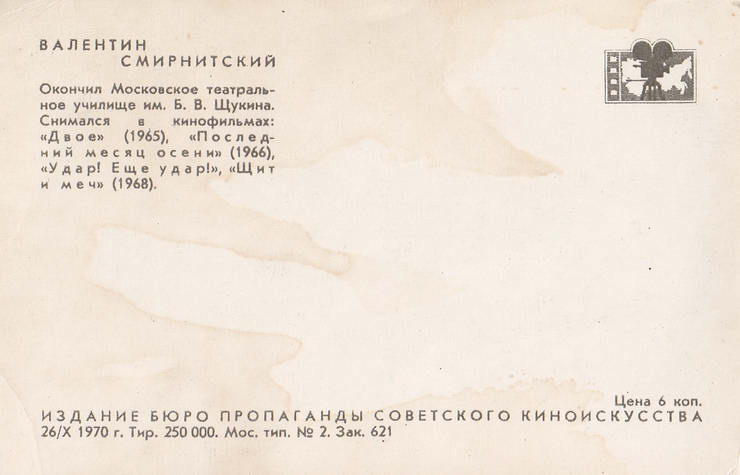 ВАЛЕНТИН
СМИРНИТСКИЙ
Окончил Московское театраль-
ное училище им. Б. В. Щукина.
Снимался в кинофильмах:
«Двое» (1965), «Послед-
ний месяц осени» (1966),
«Удар! Еще удар!», «Щит
и меч» (1968).
Цена 6 коп.
ИЗДАНИЕ БЮРО ПРОПАГАНДЫ СОВЕТСКОГО КИНОИСКУССТВА
26/X 1970 г. Тир. 250 000. Мос. тип. № 2. Зак. 621